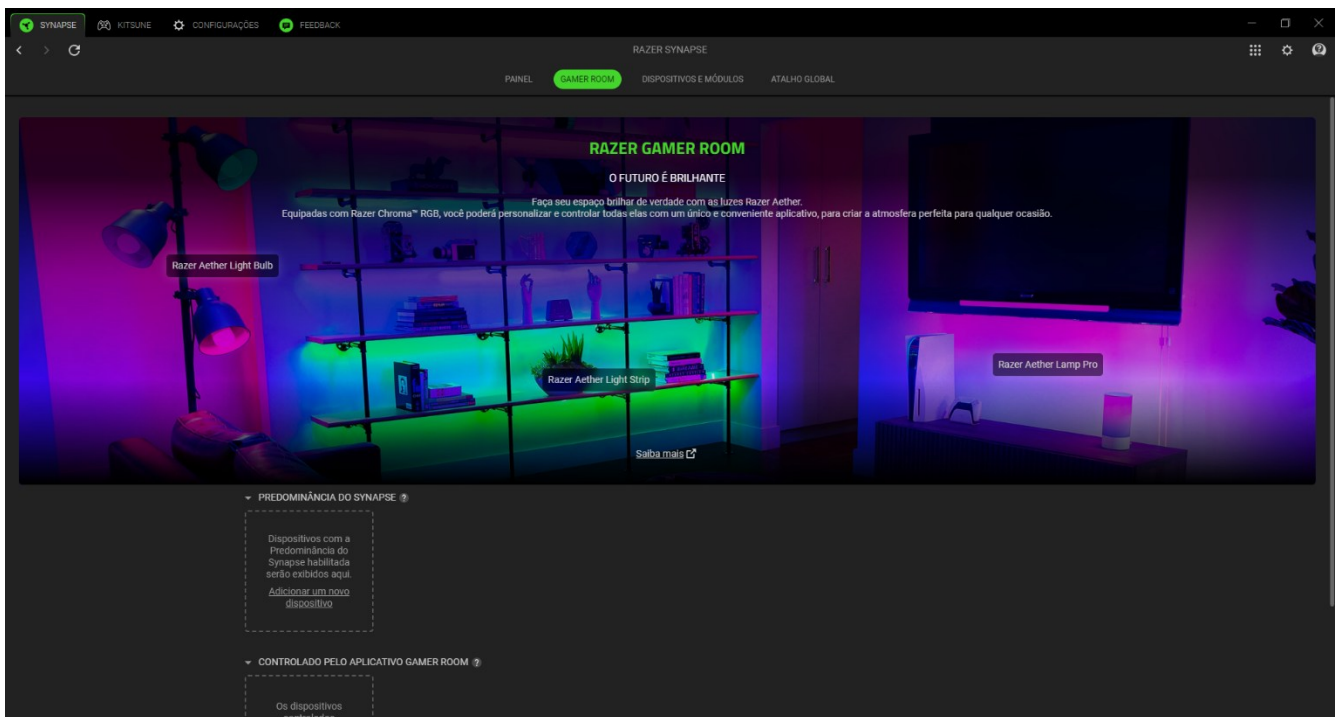 SYNAPSE
KITSUNE
CONFIGURAÇÕES
FEEDBACK
RAZER SYNAPSE
PAINEL
GAMER ROOM
DISPOSITIVOS E MÓDULOS
ATALHO GLOBAL
RAZER GAMER ROOM
O FUTURO É BRILHANTE
Faça seu espaço brilhar de verdade com as luzes Razer Aether.
Equipadas com Razer Chroma™ RGB, você poderá personalizar e controlar todas elas com um único e conveniente aplicativo, para criar a atmosfera perfeita para qualquer ocasião.
Razer Aether Light Bulb
Razer Aether Lamp Pro
Razer Aether Light Strip
Saiba mais
PREDOMINÂNCIA DO SYNAPSE ?
Dispositivos com a
Predominância do
Synapse habilitada
serão exibidos aqui.
Adicionar um novo
dispositivo
CONTROLADO PELO APLICATIVO GAMER ROOM ?
Os dispositivos
controlados